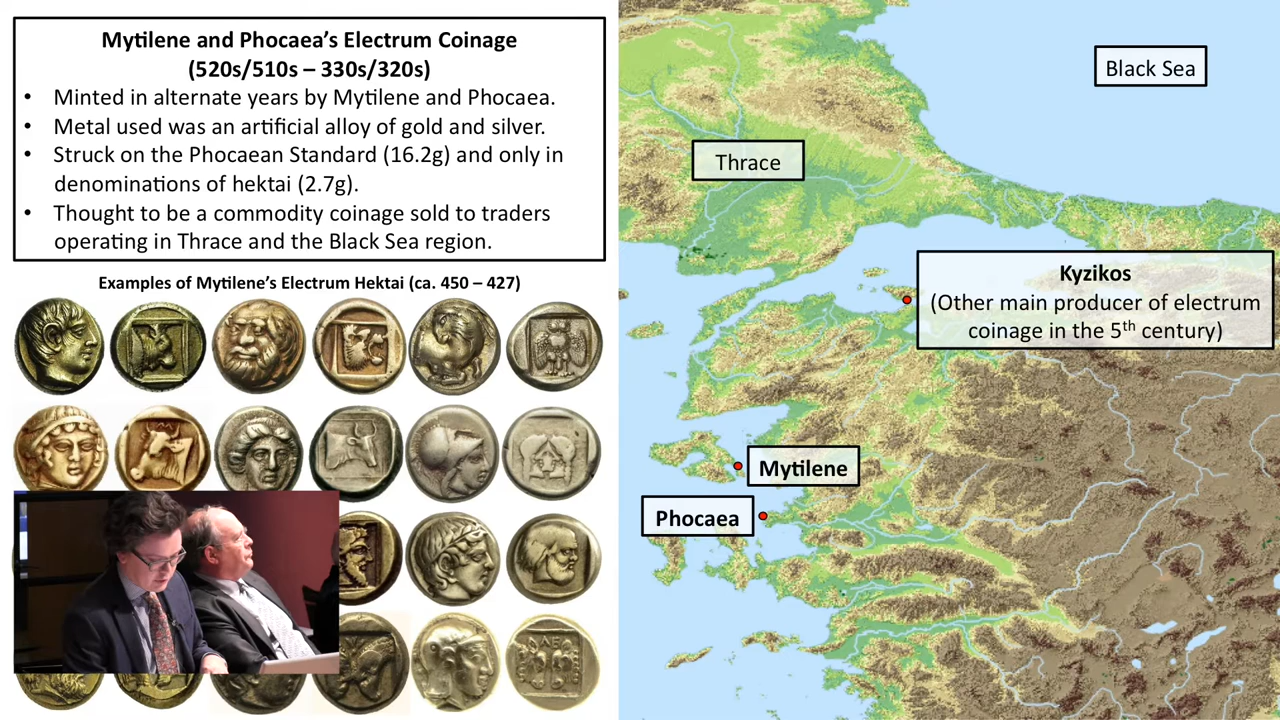 Mytilene and Phocaea's Electrum Coinage
(520s/510s – 330s/320s)
• Minted in alternate years by Mytilene and Phocaea.
• Metal used was an artificial alloy of gold and silver.
• Struck on the Phocaean Standard (16.2g) and only in
denominations of hektai (2.7g).
• Thought to be a commodity coinage sold to traders
operating in Thrace and the Black Sea region.
Examples of Mytilene's Electrum Hektai (ca. 450 – 427)
Black Sea
Thrace
Kyzikos
(Other main producer of electrum
coinage in the 5th century)
Mytilene
Phocaea